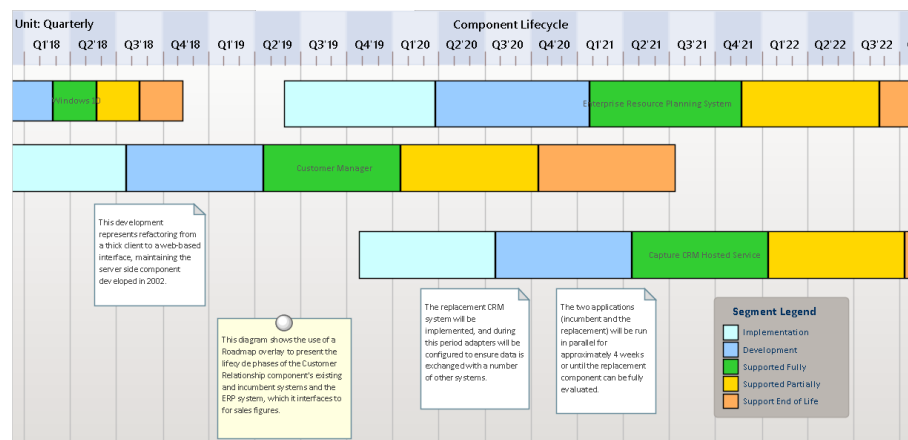 Unit: Quarterly
Component Lifecycle
Q1'18 Q2'18 Q3'18 Q4'18 Q1'19 Q2'19 Q3'19 Q4'19 Q1'20 Q2'20 Q3'20 Q4'20 Q1'21 Q2'21 Q3'21 Q4'21 Q1'22 Q2'22 Q3'22
Windows 10
Enterprise Resource Planning System
Customer Manager
Capture CRM Hosted Service
This development
represents refactoring from
a thick client to a web-based
interface, maintaining the
server side component
developed in 2002.
This diagram shows the use of a
Roadmap overlay to present the
lifecycle phases of the Customer
Relationship component's existing
and incumbent systems and the
ERP system, which it interfaces to
for sales figures.
The replacement CRM
system will be
implemented, and during
this period adapters will be
configured to ensure data is
exchanged with a number
of other systems.
The two applications
(incumbent and the
replacement) will be run
in parallel for
approximately 4 weeks
or until the replacement
component can be fully
evaluated.
Segment Legend
Implementation
Development
Supported Fully
Supported Partially
Support End of Life